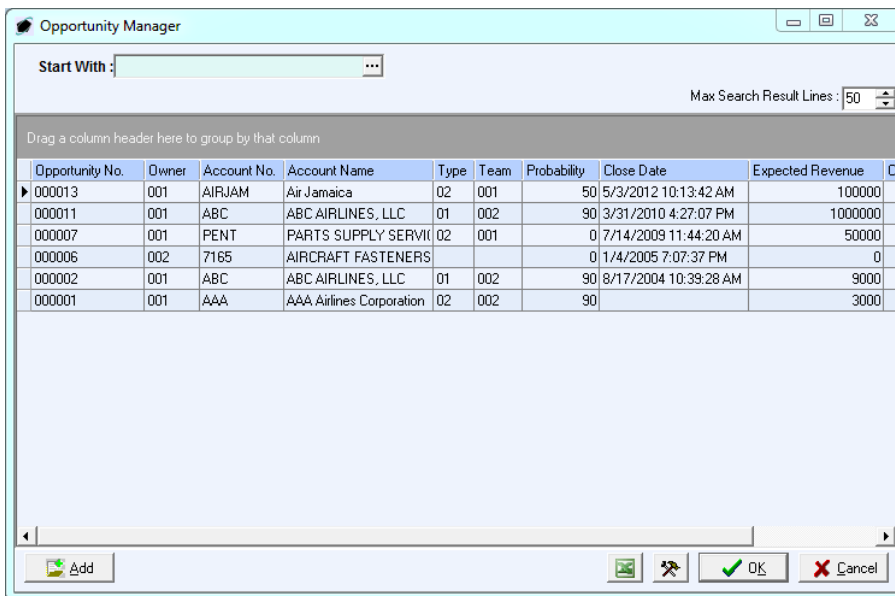 Opportunity Manager
Start With :
Max Search Result Lines : 50
Drag a column header here to group by that column
Opportunity No. Owner Account No. Account Name Type Team Probability Close Date Expected Revenue
000013 001 AIRJAM Air Jamaica 02 001 50 5/3/2012 10:13:42 AM 100000
000011 001 ABC ABC AIRLINES, LLC 01 002 90 3/31/2010 4:27:07 PM 1000000
000007 001 PENT PARTS SUPPLY SERVI 02 001 0 7/14/2009 11:44:20 AM 50000
000006 002 7165 AIRCRAFT FASTENERS 0 1/4/2005 7:07:37 PM 0
000002 001 ABC ABC AIRLINES, LLC 01 002 90 8/17/2004 10:39:28 AM 9000
000001 001 AAA AAA Airlines Corporation 02 002 90 3000
Add OK Cancel